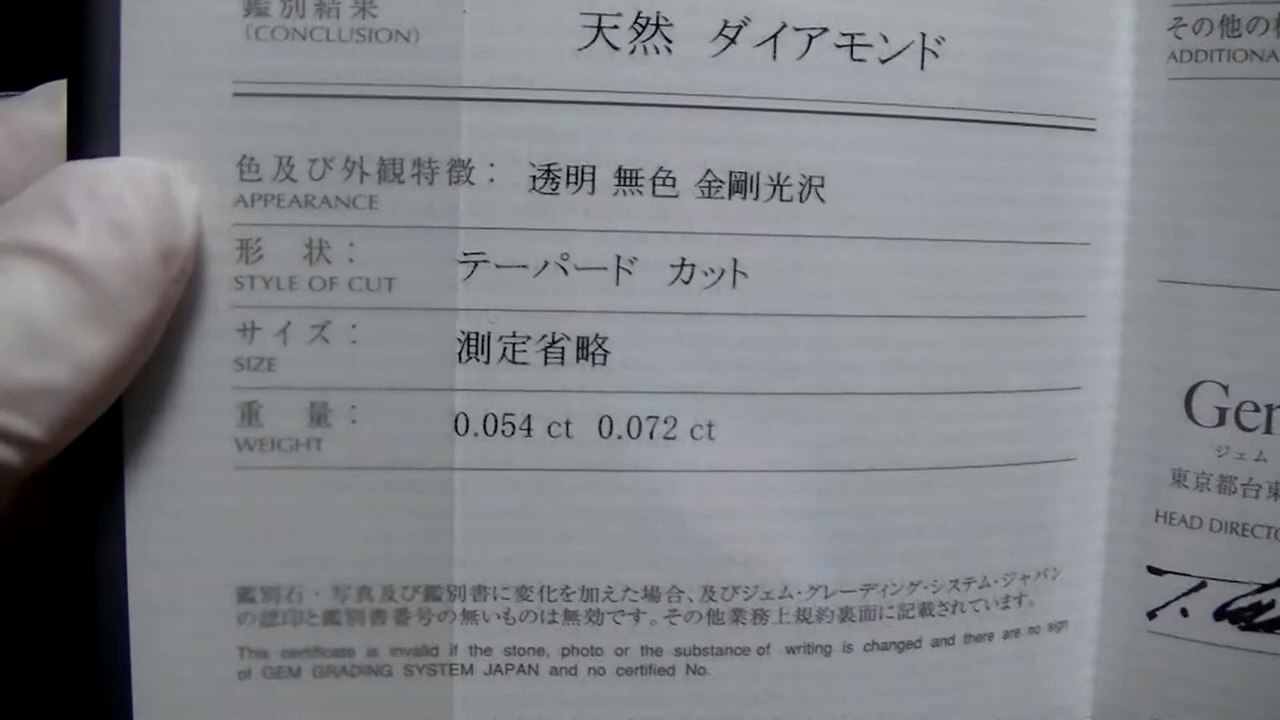 鑑別結果
(CONCLUSION)
天然 ダイアモンド
色及び外観特徴： 透明 無色 金剛光沢
APPEARANCE
形 状： テーパード カット
STYLE OF CUT
サイズ： 測定省略
SIZE
重 量： 0.054 ct 0.072 ct
WEIGHT
鑑別石・写真及び鑑別書に変化を加えた場合、及びジェム・グレーディング・システム・ジャパン
の認印と鑑別書番号の無いものは無効です。その他業務上規約裏面に記載されています。
This certificate is invalid if the stone, photo or the substance of writing is changed and there are no sign
of GEM GRADING SYSTEM JAPAN and no certified No.
その他の
ADDITIONA
Gem
ジェム
東京都台東
HEAD DIRECTO